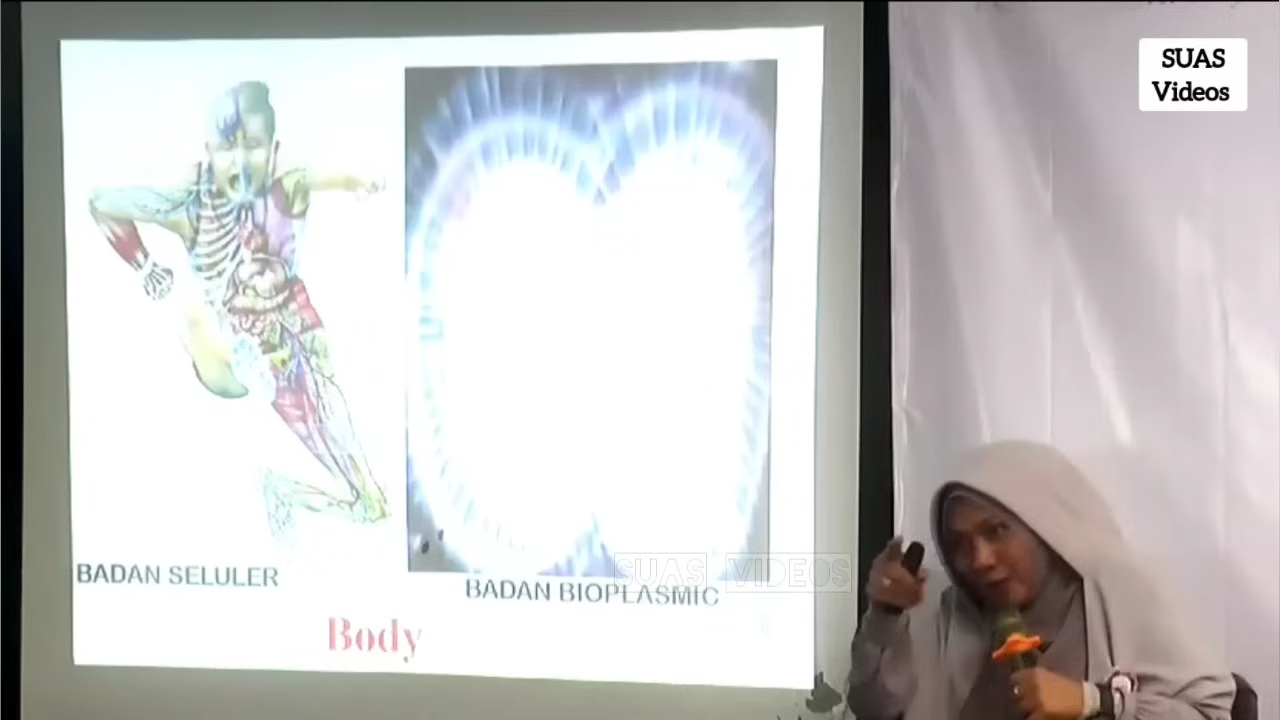 SUAS
Videos
BADAN SELULER
BADAN BIOPLASMIC
SUAS VIDEOS
Body